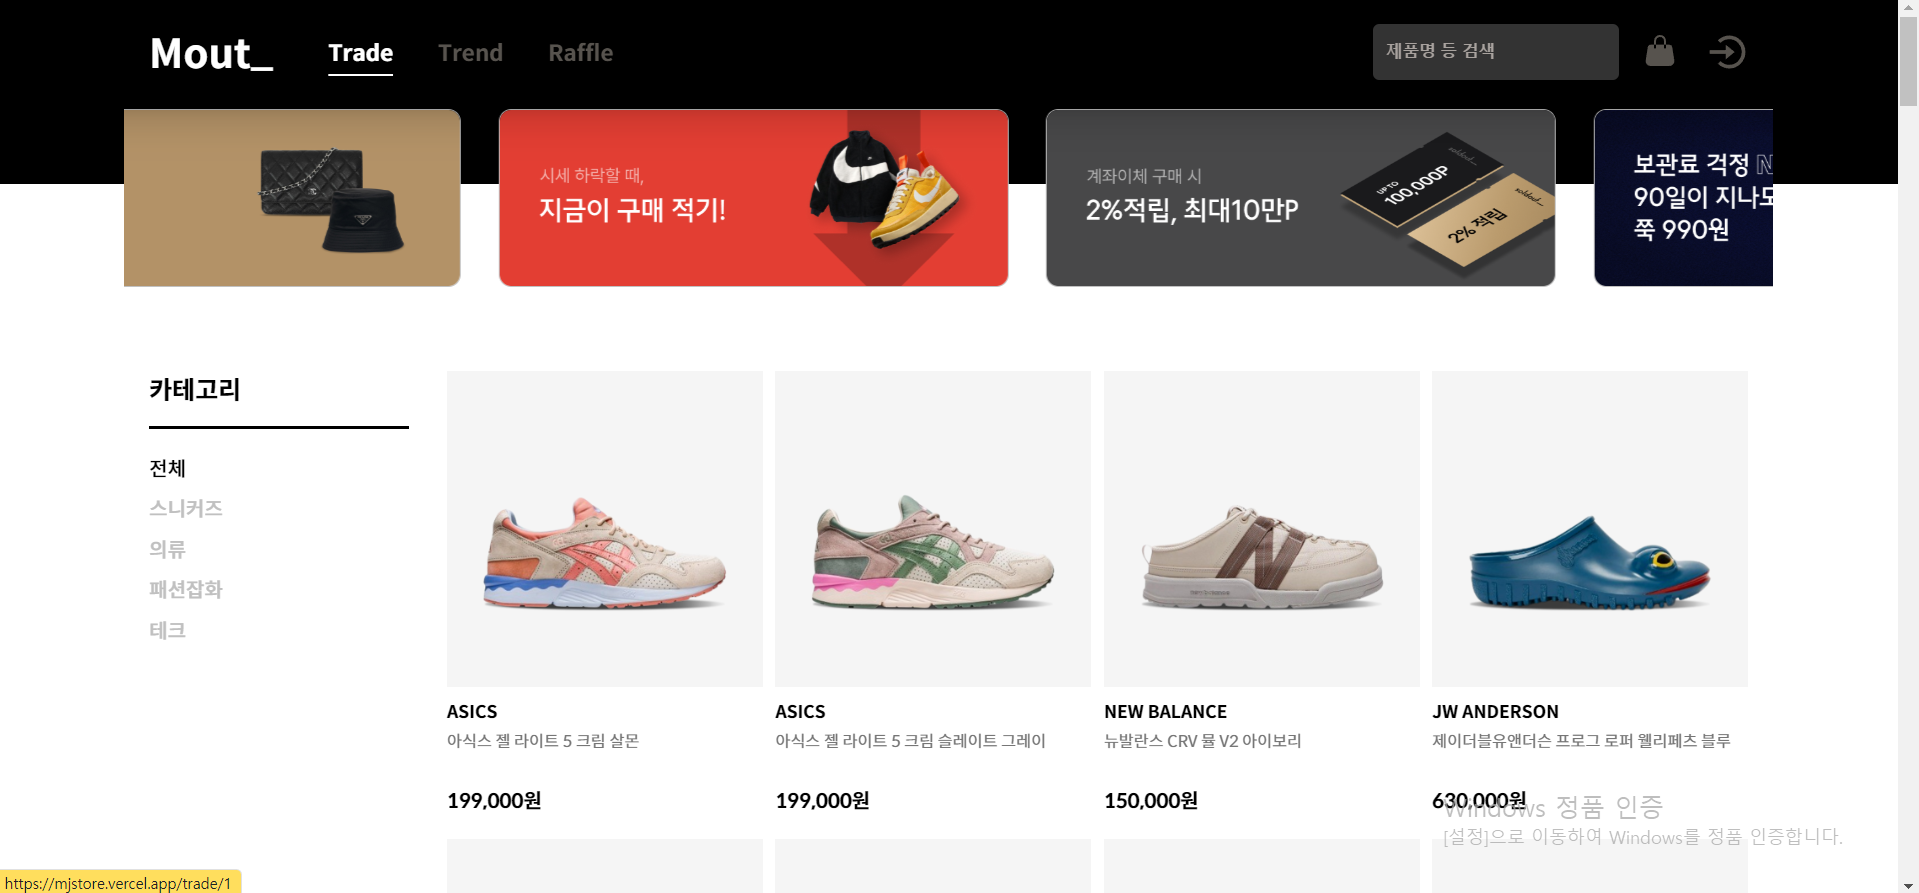 Mout_
Trade
Trend
Raffle
제품명 등 검색
시세 하락할 때,
지금이 구매 적기!
계좌이체 구매 시
2%적립, 최대10만P
UP TO
100,000P
soldout_
2% 적립
soldout_
보관료 걱정 N
90일이 지나도
쭉 990원
카테고리
전체
스니커즈
의류
패션잡화
테크
ASICS
아식스 젤 라이트 5 크림 살몬
199,000원
ASICS
아식스 젤 라이트 5 크림 슬레이트 그레이
199,000원
NEW BALANCE
뉴발란스 CRV 뮬 V2 아이보리
150,000원
JW ANDERSON
제이더블유앤더슨 프로그 로퍼 웰리페츠 블루
630,000원
Windows 정품 인증
[설정]으로 이동하여 Windows를 정품 인증합니다.
https://mjstore.vercel.app/trade/1